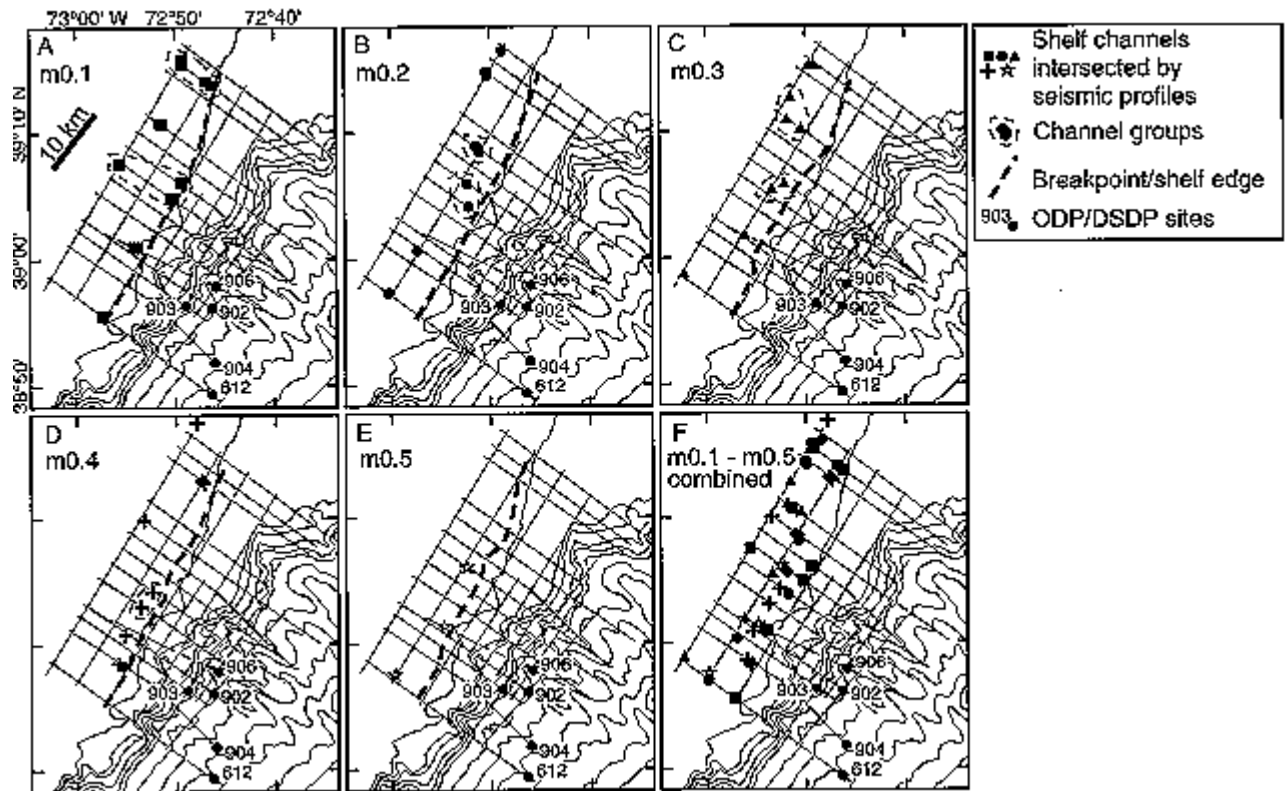 73°00' W 72°50' 72°40'
A
m0.1
B
m0.2
C
m0.3
39°10' N
39°00'
38°50'
10 km
906
903
902
904
612
906
903
902
904
612
906
903
902
904
612
Shelf channels
intersected by
seismic profiles
Channel groups
Breakpoint/shelf edge
903 ODP/DSDP sites
D
m0.4
E
m0.5
F
m0.1 - m0.5
combined
906
903
902
904
612
906
903
902
904
612
906
903
902
904
612